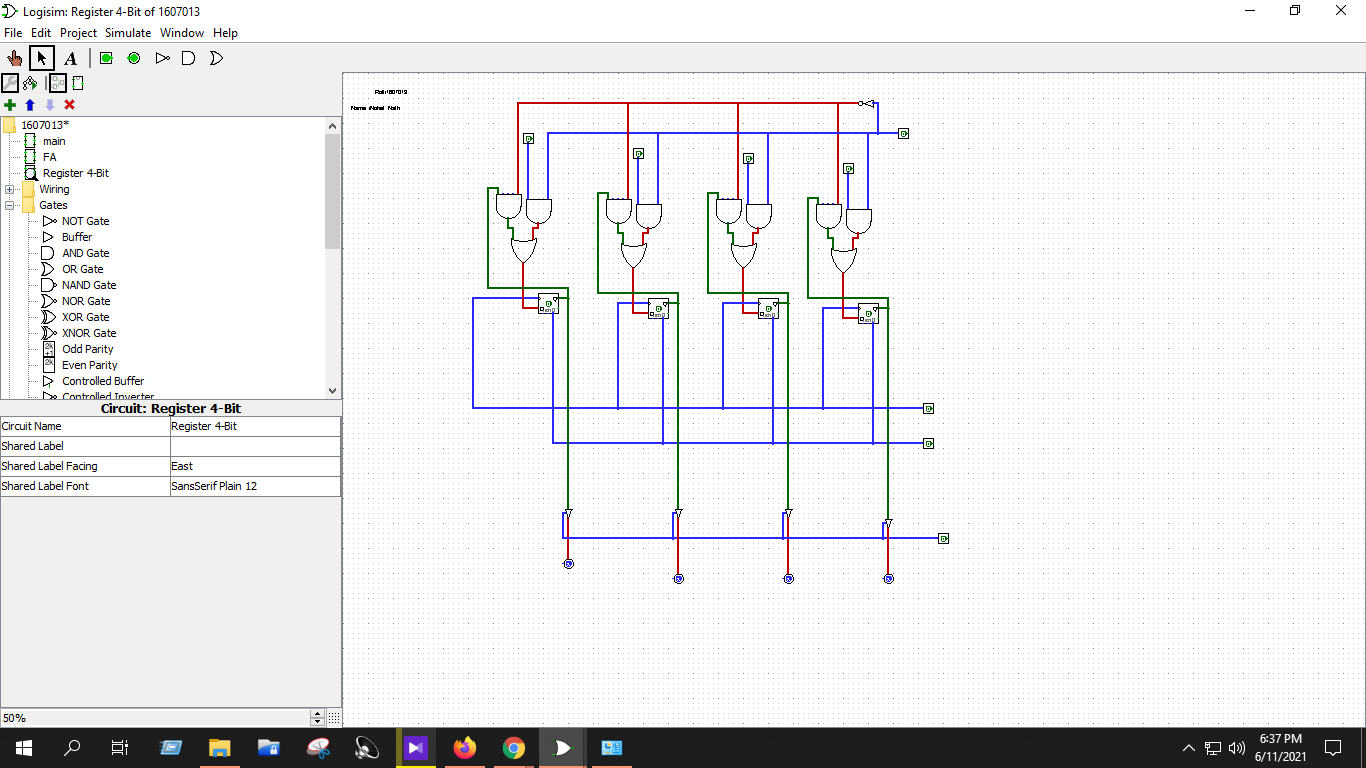 Logisim: Register 4-Bit of 1607013
File Edit Project Simulate Window Help
A
1607013*
main
FA
Register 4-Bit
Wiring
Gates
NOT Gate
Buffer
AND Gate
OR Gate
NAND Gate
NOR Gate
XOR Gate
XNOR Gate
Odd Parity
Even Parity
Controlled Buffer
Controlled Inverter
Circuit: Register 4-Bit
Circuit Name Register 4-Bit
Shared Label
Shared Label Facing East
Shared Label Font SansSerif Plain 12
50%
Roll:1607013
Name
6:37 PM
6/11/2021